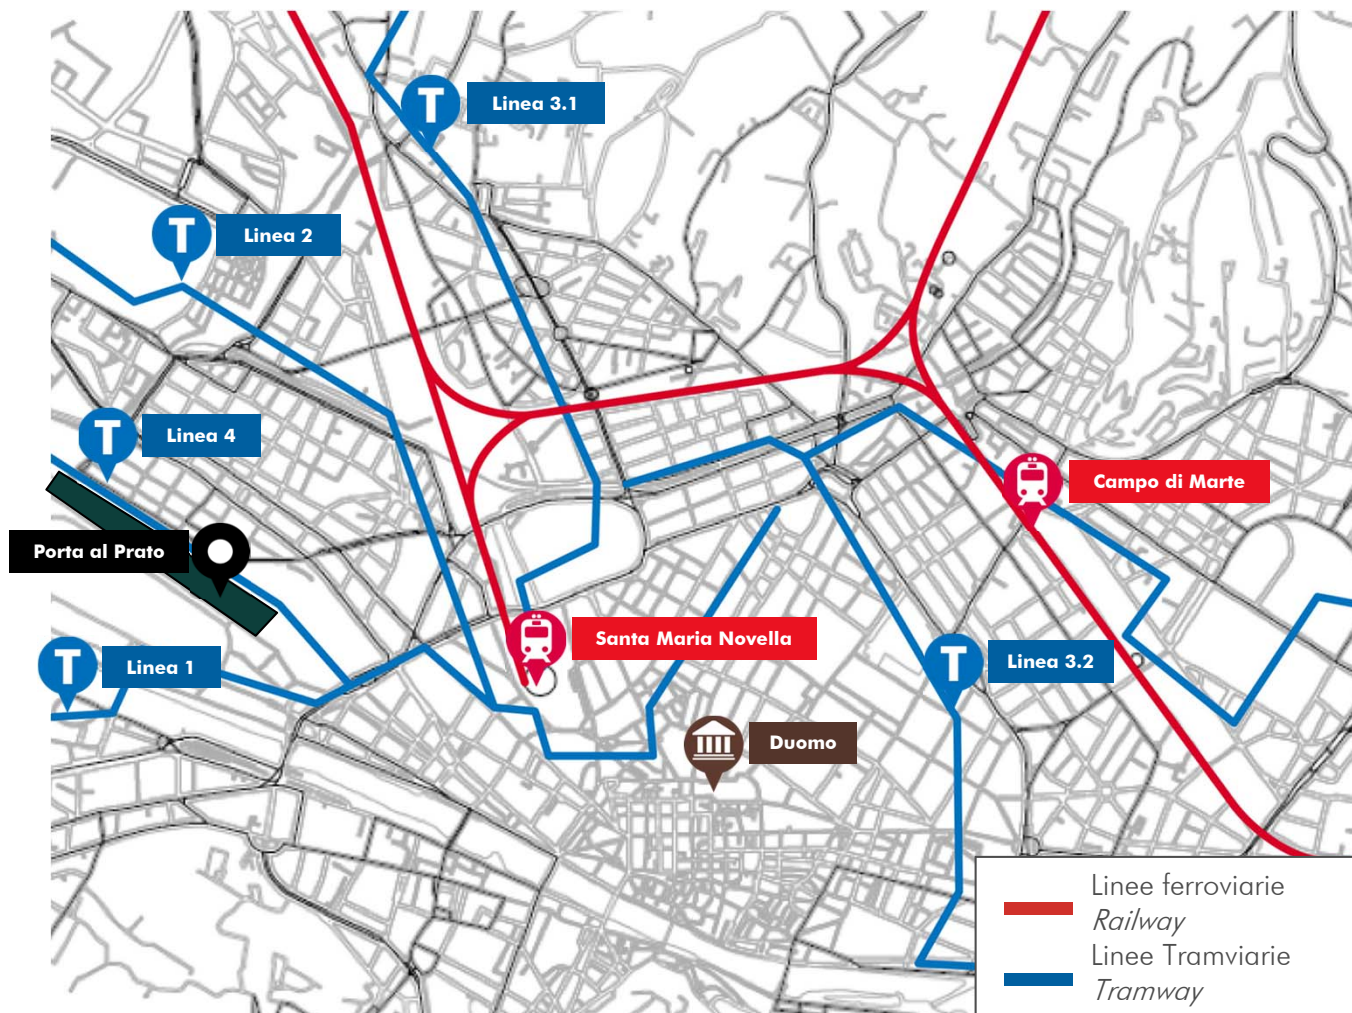 T
Linea 3.1
T
Linea 2
T
Linea 4
Campo di Marte
Porta al Prato
Santa Maria Novella
T
Linea 1
T
Linea 3.2
Duomo
Linee ferroviarie
Railway
Linee Tramviarie
Tramway